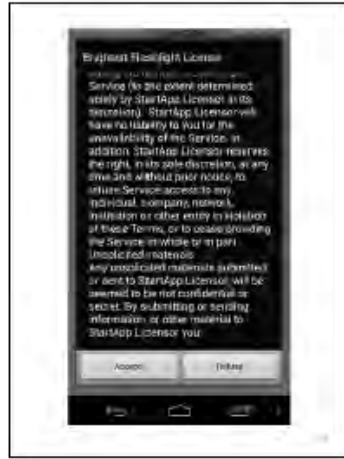 Brightest Flashlight License
Service (to the extent determined
solely by StartApp Licensor in its
discretion). StartApp Licensor will
have no liability to you for the
unavailability of the Service. In
addition, StartApp Licensor reserves
the right, in its sole discretion, at any
time and without prior notice, to
refuse Service access to any
individual, company, network,
institution or other entity in violation
of these Terms, or to cease providing
the Service in whole or in part.
Unsolicited materials
Any unsolicited materials submitted
or sent to StartApp Licensor will be
deemed to be not confidential or
secret. By submitting or sending
information or other material to
StartApp Licensor you:
Accept
Refuse